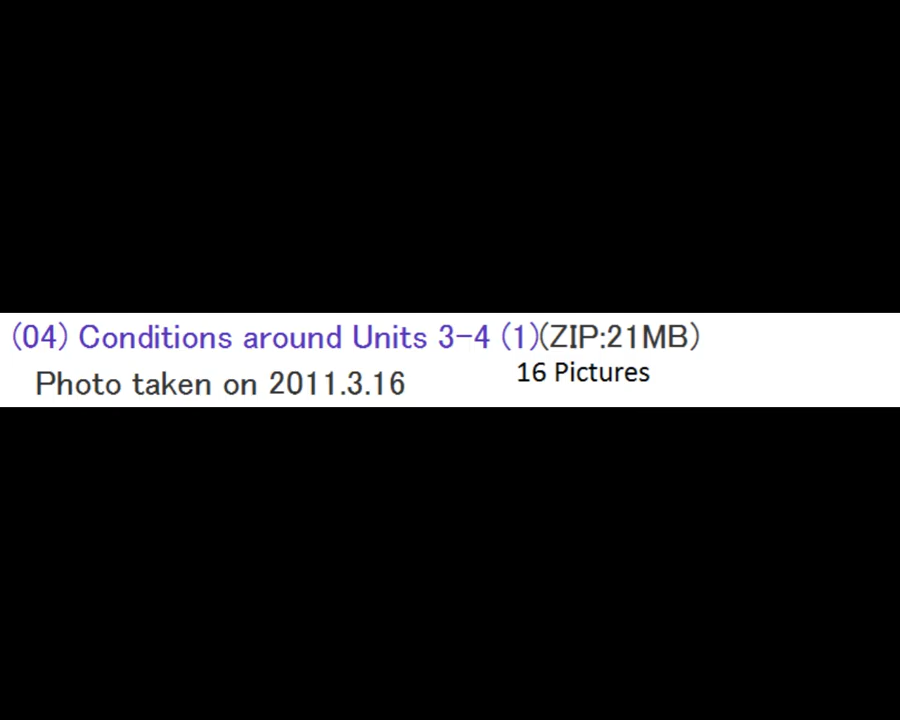 (04) Conditions around Units 3-4 (1)(ZIP:21MB)
Photo taken on 2011.3.16
16 Pictures